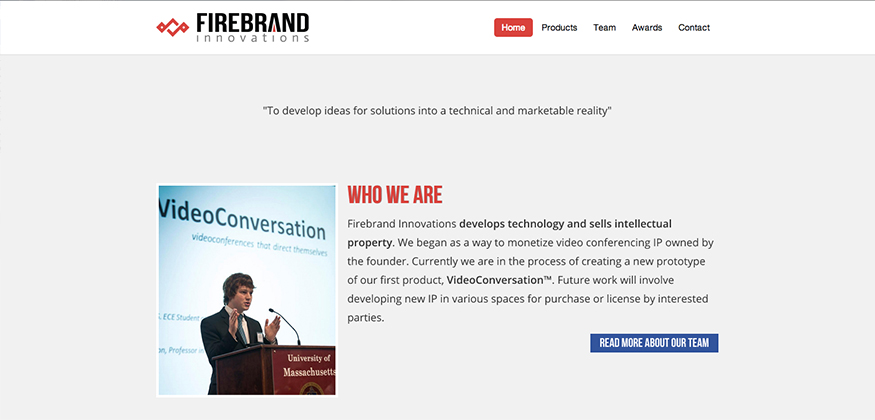 FIREBRAND
innovations
Home Products Team Awards Contact
"To develop ideas for solutions into a technical and marketable reality"
VideoConversation
videoconferences that direct themselves
S, ECE Student
on, Professor in
University of
Massachusetts
WHO WE ARE
Firebrand Innovations develops technology and sells intellectual
property. We began as a way to monetize video conferencing IP owned by
the founder. Currently we are in the process of creating a new prototype
of our first product, VideoConversation™. Future work will involve
developing new IP in various spaces for purchase or license by interested
parties.
READ MORE ABOUT OUR TEAM